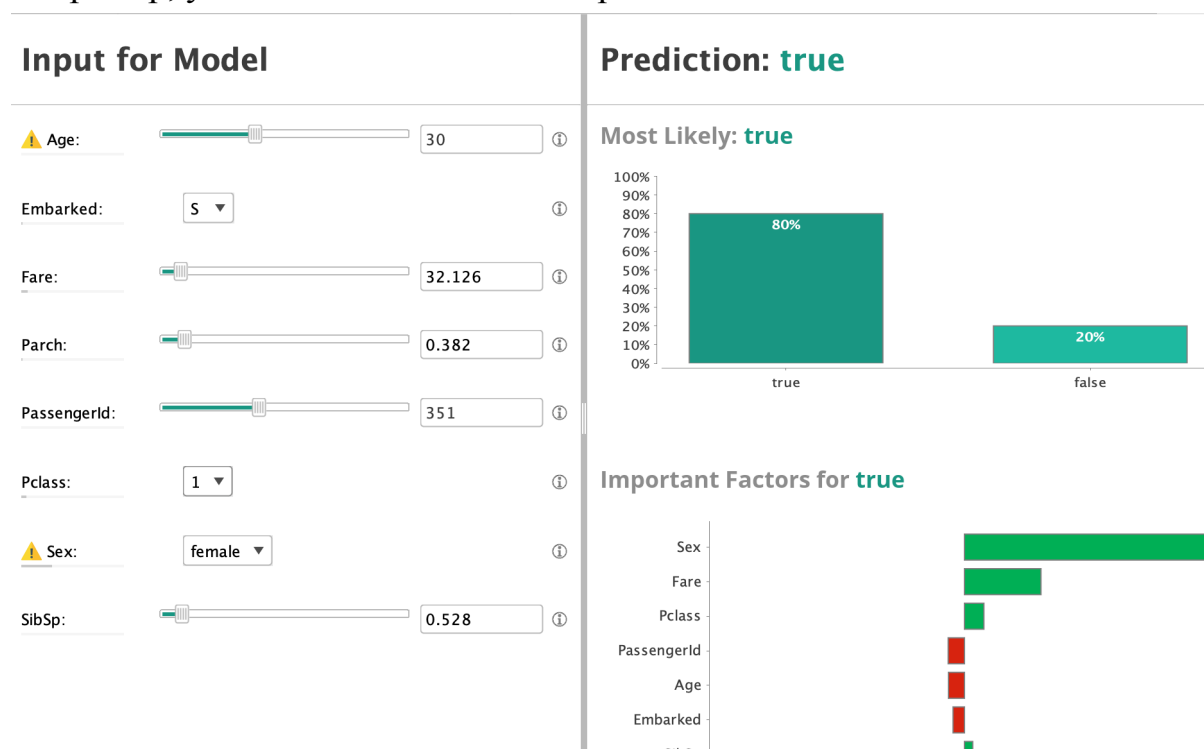 Input for Model
Age:
30
Embarked:
S
Fare:
32.126
Parch:
0.382
PassengerId:
351
Pclass:
1
Sex:
female
SibSp:
0.528
Prediction: true
Most Likely: true
100%
90%
80%
70%
60%
50%
40%
30%
20%
10%
0%
80%
20%
true
false
Important Factors for true
Sex
Fare
Pclass
PassengerId
Age
Embarked